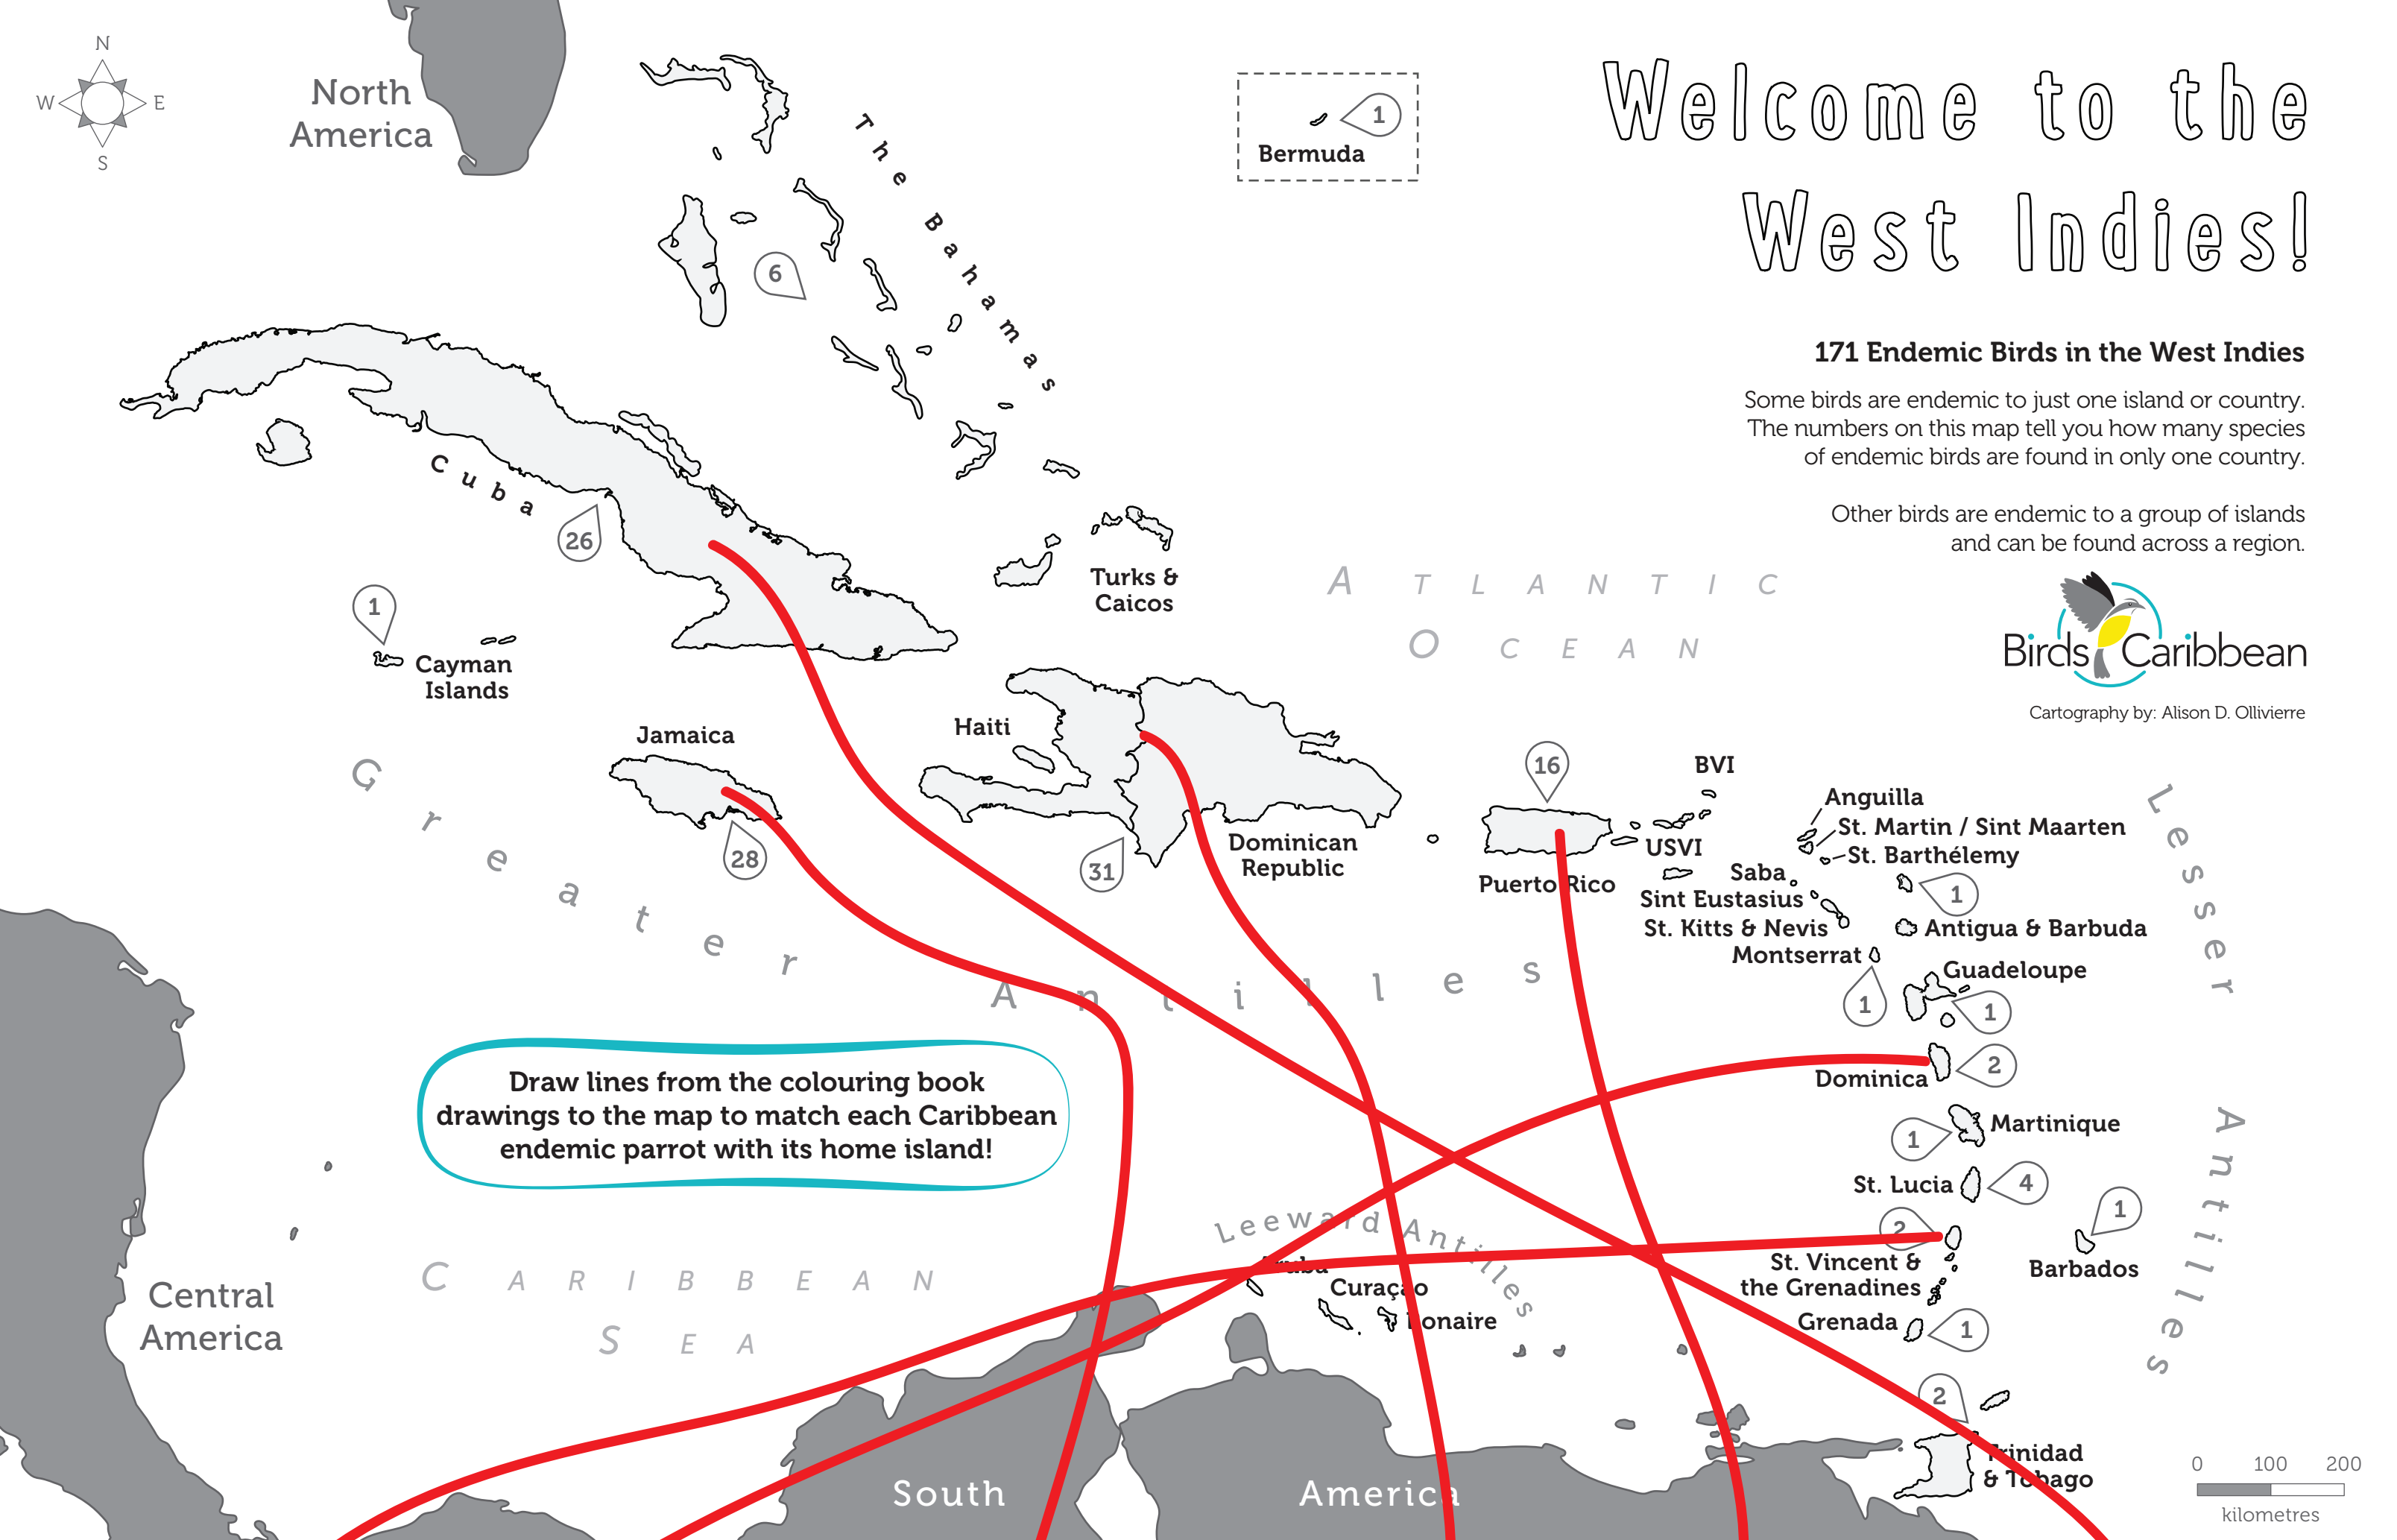 N
W
E
S
North
America
The Bahamas
1
Bermuda
Welcome to the
West Indies!
171 Endemic Birds in the West Indies
Some birds are endemic to just one island or country.
The numbers on this map tell you how many species
of endemic birds are found in only one country.
Other birds are endemic to a group of islands
and can be found across a region.
Birds Caribbean
Cartography by: Alison D. Ollivierre
6
Cuba
26
1
Cayman
Islands
Turks &
Caicos
ATLANTIC
OCEAN
Jamaica
28
Haiti
31
Dominican
Republic
16
Puerto Rico
BVI
USVI
Anguilla
St. Martin / Sint Maarten
St. Barthélemy
Saba
Sint Eustasius
St. Kitts & Nevis
1
Antigua & Barbuda
Montserrat
1
Guadeloupe
1
Dominica
2
1
Martinique
St. Lucia
4
2
St. Vincent &
the Grenadines
1
Barbados
Grenada
1
2
Trinidad
& Tobago
Greater Antilles
Lesser Antilles
Leeward Antilles
Aruba
Curaçao
Bonaire
Draw lines from the colouring book
drawings to the map to match each Caribbean
endemic parrot with its home island!
CARIBBEAN
SEA
Central
America
South America
0 100 200
kilometres